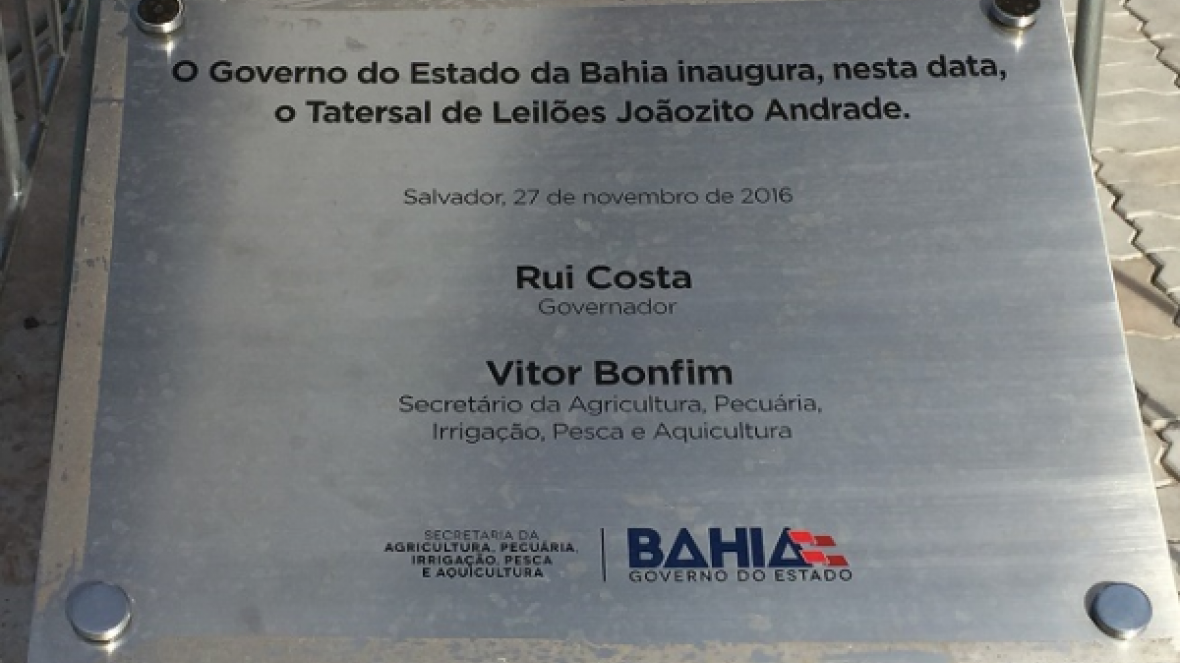 O Governo do Estado da Bahia inaugura, nesta data,
o Tatersal de Leilões Joãozito Andrade.
Salvador, 27 de novembro de 2016
Rui Costa
Governador
Vitor Bonfim
Secretário da Agricultura, Pecuária,
Irrigação, Pesca e Aquicultura
SECRETARIA DA
AGRICULTURA, PECUÁRIA,
IRRIGAÇÃO, PESCA
E AQUICULTURA
BAHIA
GOVERNO DO ESTADO